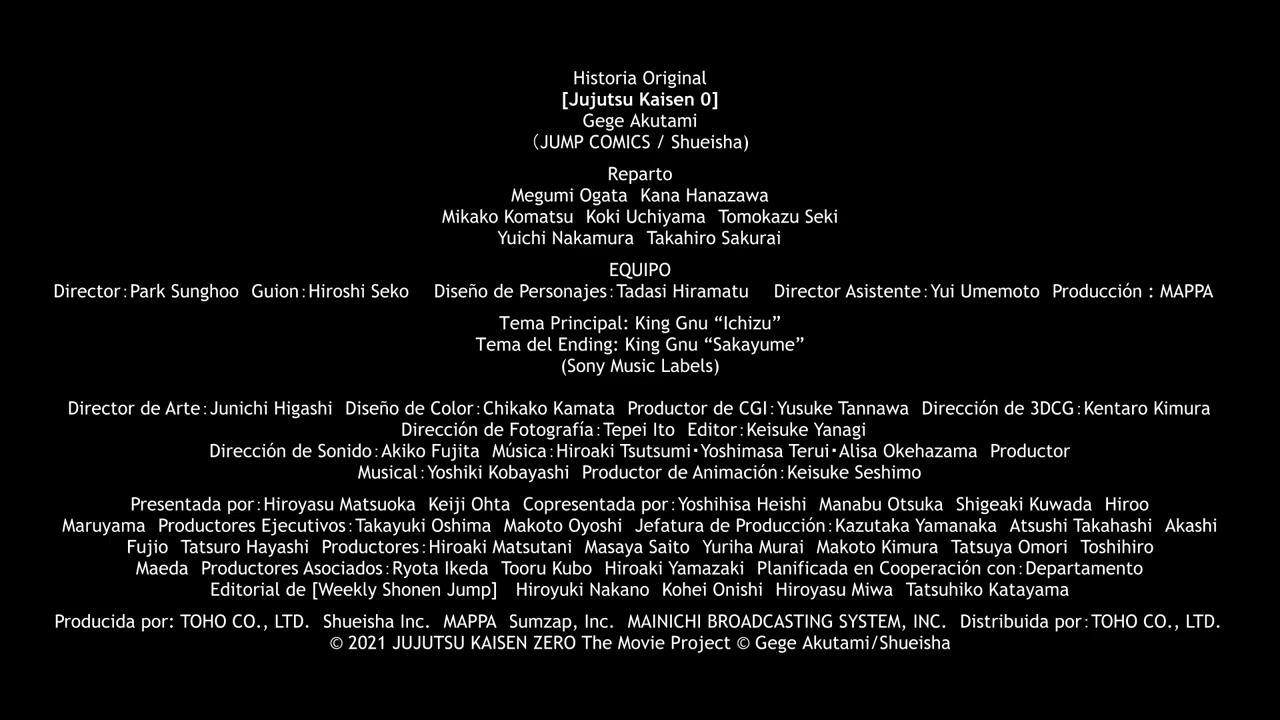 Historia Original
[Jujutsu Kaisen 0]
Gege Akutami
(JUMP COMICS / Shueisha)
Reparto
Megumi Ogata Kana Hanazawa
Mikako Komatsu Koki Uchiyama Tomokazu Seki
Yuichi Nakamura Takahiro Sakurai
EQUIPO
Director:Park Sunghoo Guion:Hiroshi Seko Diseño de Personajes:Tadasi Hiramatu Director Asistente:Yui Umemoto Producción : MAPPA
Tema Principal: King Gnu “Ichizu”
Tema del Ending: King Gnu “Sakayume”
(Sony Music Labels)
Director de Arte:Junichi Higashi Diseño de Color:Chikako Kamata Productor de CGI:Yusuke Tannawa Dirección de 3DCG:Kentaro Kimura
Dirección de Fotografía:Tepei Ito Editor:Keisuke Yanagi
Dirección de Sonido:Akiko Fujita Música:Hiroaki Tsutsumi・Yoshimasa Terui・Alisa Okehazama Productor
Musical:Yoshiki Kobayashi Productor de Animación:Keisuke Seshimo
Presentada por:Hiroyasu Matsuoka Keiji Ohta Copresentada por:Yoshihisa Heishi Manabu Otsuka Shigeaki Kuwada Hiroo
Maruyama Productores Ejecutivos:Takayuki Oshima Makoto Oyoshi Jefatura de Producción:Kazutaka Yamanaka Atsushi Takahashi Akashi
Fujio Tatsuro Hayashi Productores:Hiroaki Matsutani Masaya Saito Yuriha Murai Makoto Kimura Tatsuya Omori Toshihiro
Maeda Productores Asociados:Ryota Ikeda Tooru Kubo Hiroaki Yamazaki Planificada en Cooperación con:Departamento
Editorial de [Weekly Shonen Jump] Hiroyuki Nakano Kohei Onishi Hiroyasu Miwa Tatsuhiko Katayama
Producida por: TOHO CO., LTD. Shueisha Inc. MAPPA Sumzap, Inc. MAINICHI BROADCASTING SYSTEM, INC. Distribuida por:TOHO CO., LTD.
© 2021 JUJUTSU KAISEN ZERO The Movie Project © Gege Akutami/Shueisha